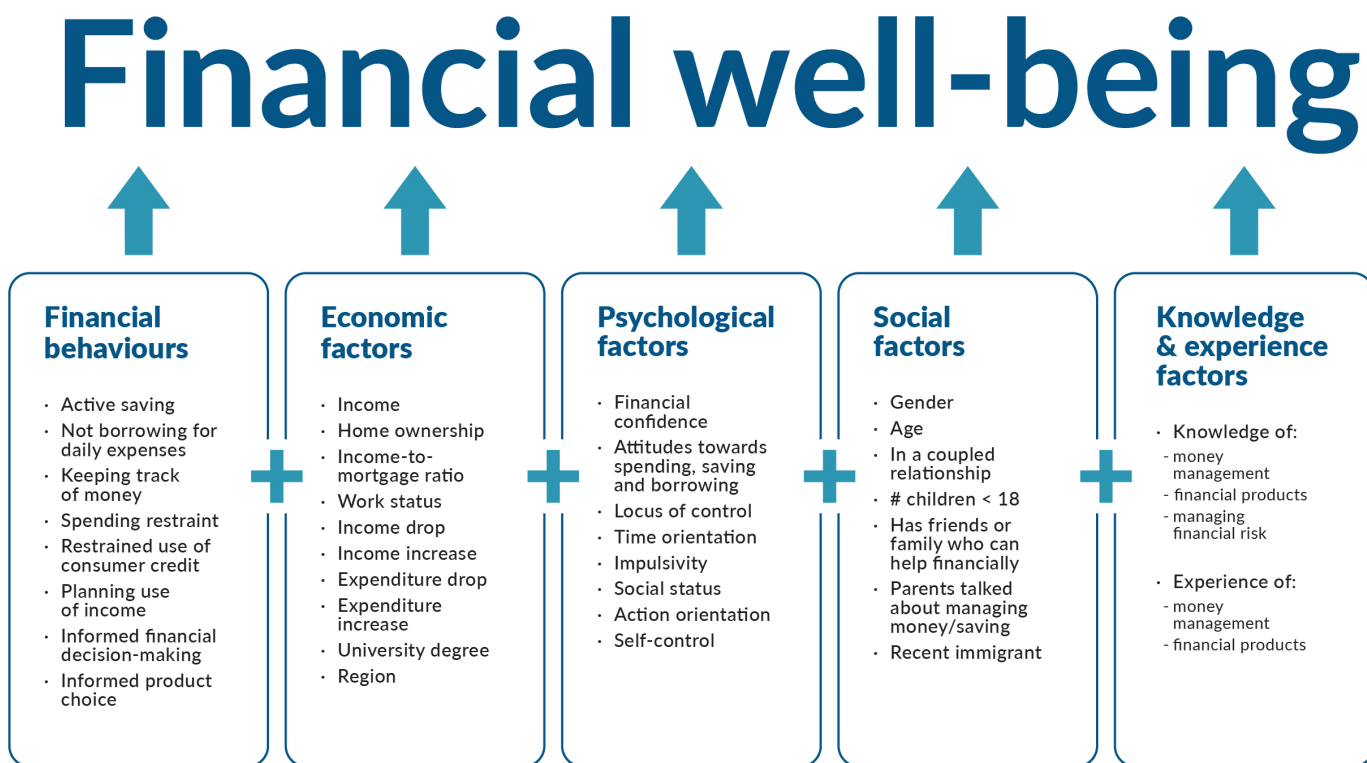 Financial well-being
Financial
behaviours
· Active saving
· Not borrowing for
daily expenses
· Keeping track
of money
· Spending restraint
· Restrained use of
consumer credit
· Planning use
of income
· Informed financial
decision-making
· Informed product
choice
Economic
factors
· Income
· Home ownership
· Income-to-
mortgage ratio
· Work status
· Income drop
· Income increase
· Expenditure drop
· Expenditure
increase
· University degree
· Region
Psychological
factors
· Financial
confidence
· Attitudes towards
spending, saving
and borrowing
· Locus of control
· Time orientation
· Impulsivity
· Social status
· Action orientation
· Self-control
Social
factors
· Gender
· Age
· In a coupled
relationship
· # children < 18
· Has friends or
family who can
help financially
· Parents talked
about managing
money/saving
· Recent immigrant
Knowledge
& experience
factors
· Knowledge of:
- money
management
- financial products
- managing
financial risk
· Experience of:
- money
management
- financial products